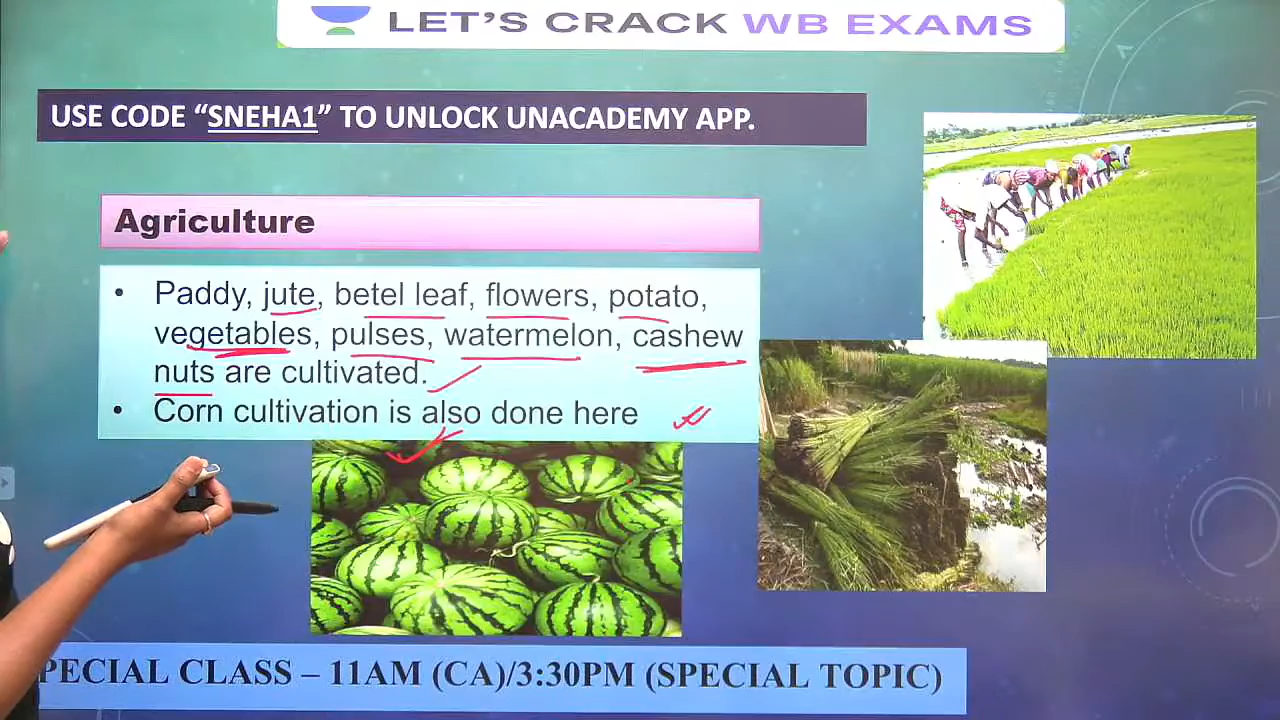 LET'S CRACK WB EXAMS
USE CODE “SNEHA1” TO UNLOCK UNACADEMY APP.
Agriculture
• Paddy, jute, betel leaf, flowers, potato,
vegetables, pulses, watermelon, cashew
nuts are cultivated.
• Corn cultivation is also done here
PECIAL CLASS – 11AM (CA)/3:30PM (SPECIAL TOPIC)